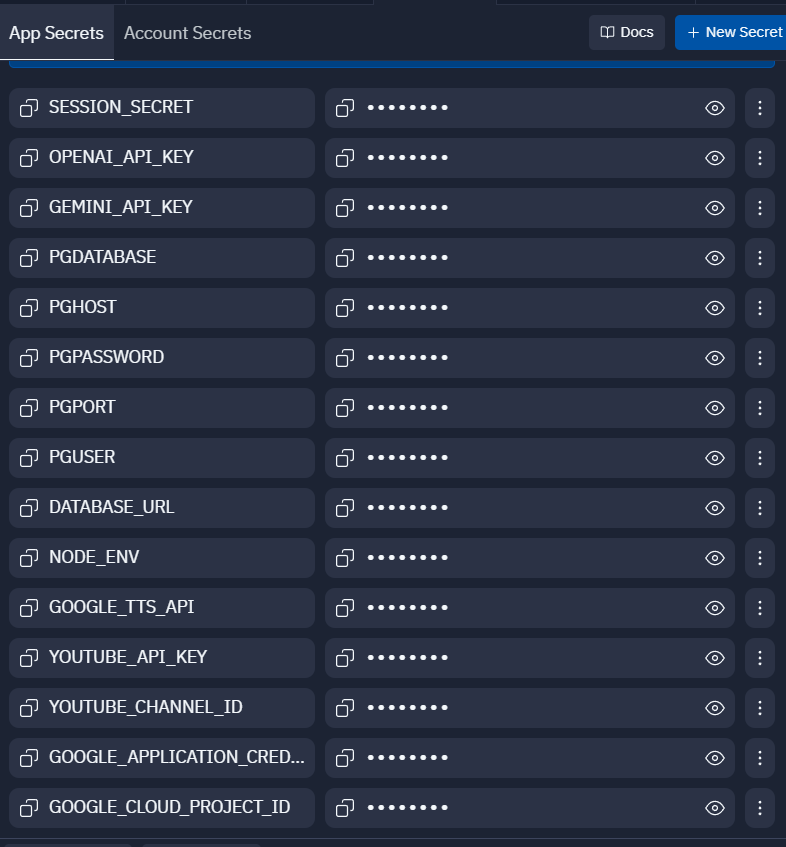 App Secrets Account Secrets Docs + New Secret
SESSION_SECRET ••••••••
OPENAI_API_KEY ••••••••
GEMINI_API_KEY ••••••••
PGDATABASE ••••••••
PGHOST ••••••••
PGPASSWORD ••••••••
PGPORT ••••••••
PGUSER ••••••••
DATABASE_URL ••••••••
NODE_ENV ••••••••
GOOGLE_TTS_API ••••••••
YOUTUBE_API_KEY ••••••••
YOUTUBE_CHANNEL_ID ••••••••
GOOGLE_APPLICATION_CRED... ••••••••
GOOGLE_CLOUD_PROJECT_ID ••••••••